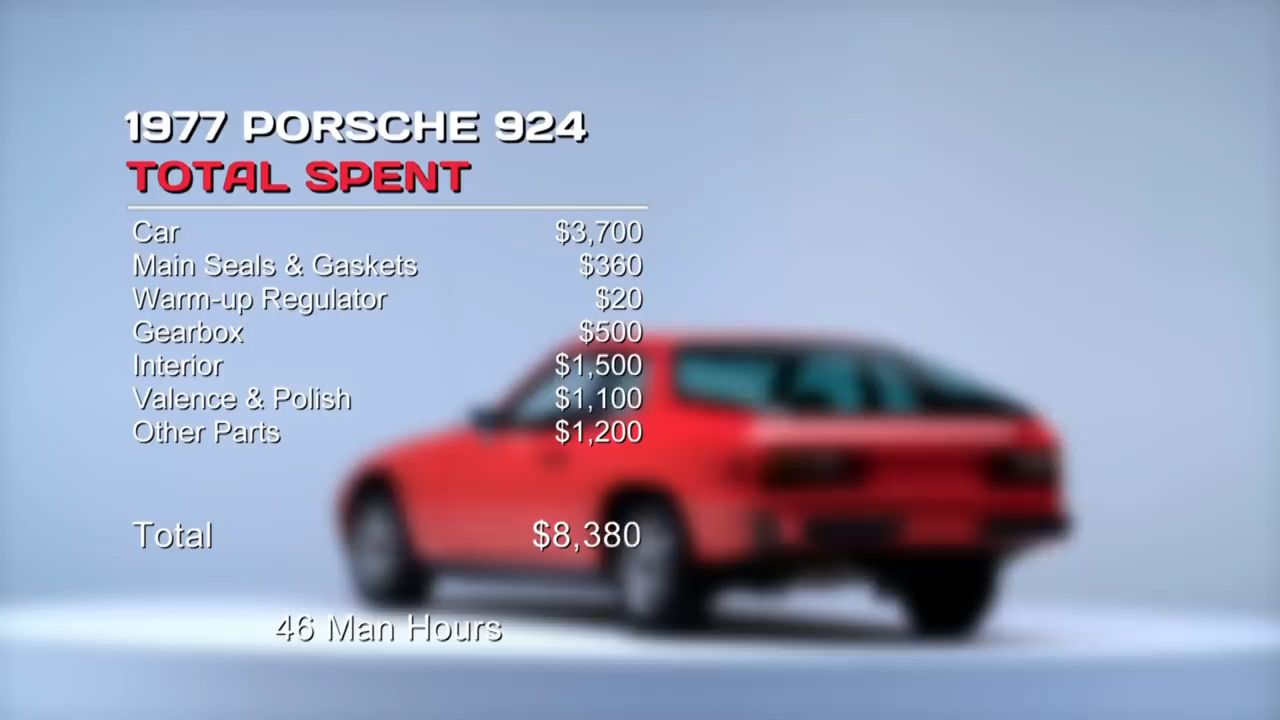 1977 PORSCHE 924
TOTAL SPENT
Car $3,700
Main Seals & Gaskets $360
Warm-up Regulator $20
Gearbox $500
Interior $1,500
Valence & Polish $1,100
Other Parts $1,200
Total $8,380
46 Man Hours